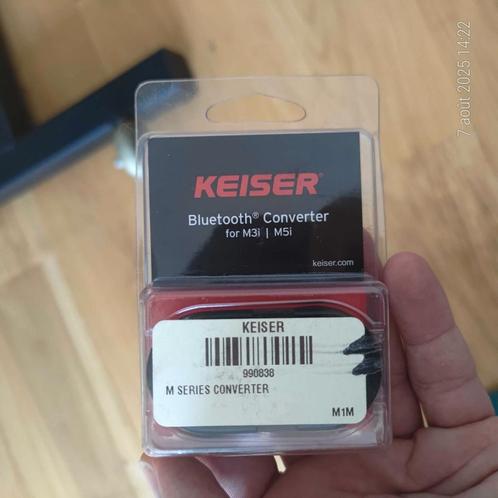 7 août 2025 14:22
KEISER®
Bluetooth® Converter
for M3i | M5i
keiser.com
KEISER
990838
M SERIES CONVERTER
M1M